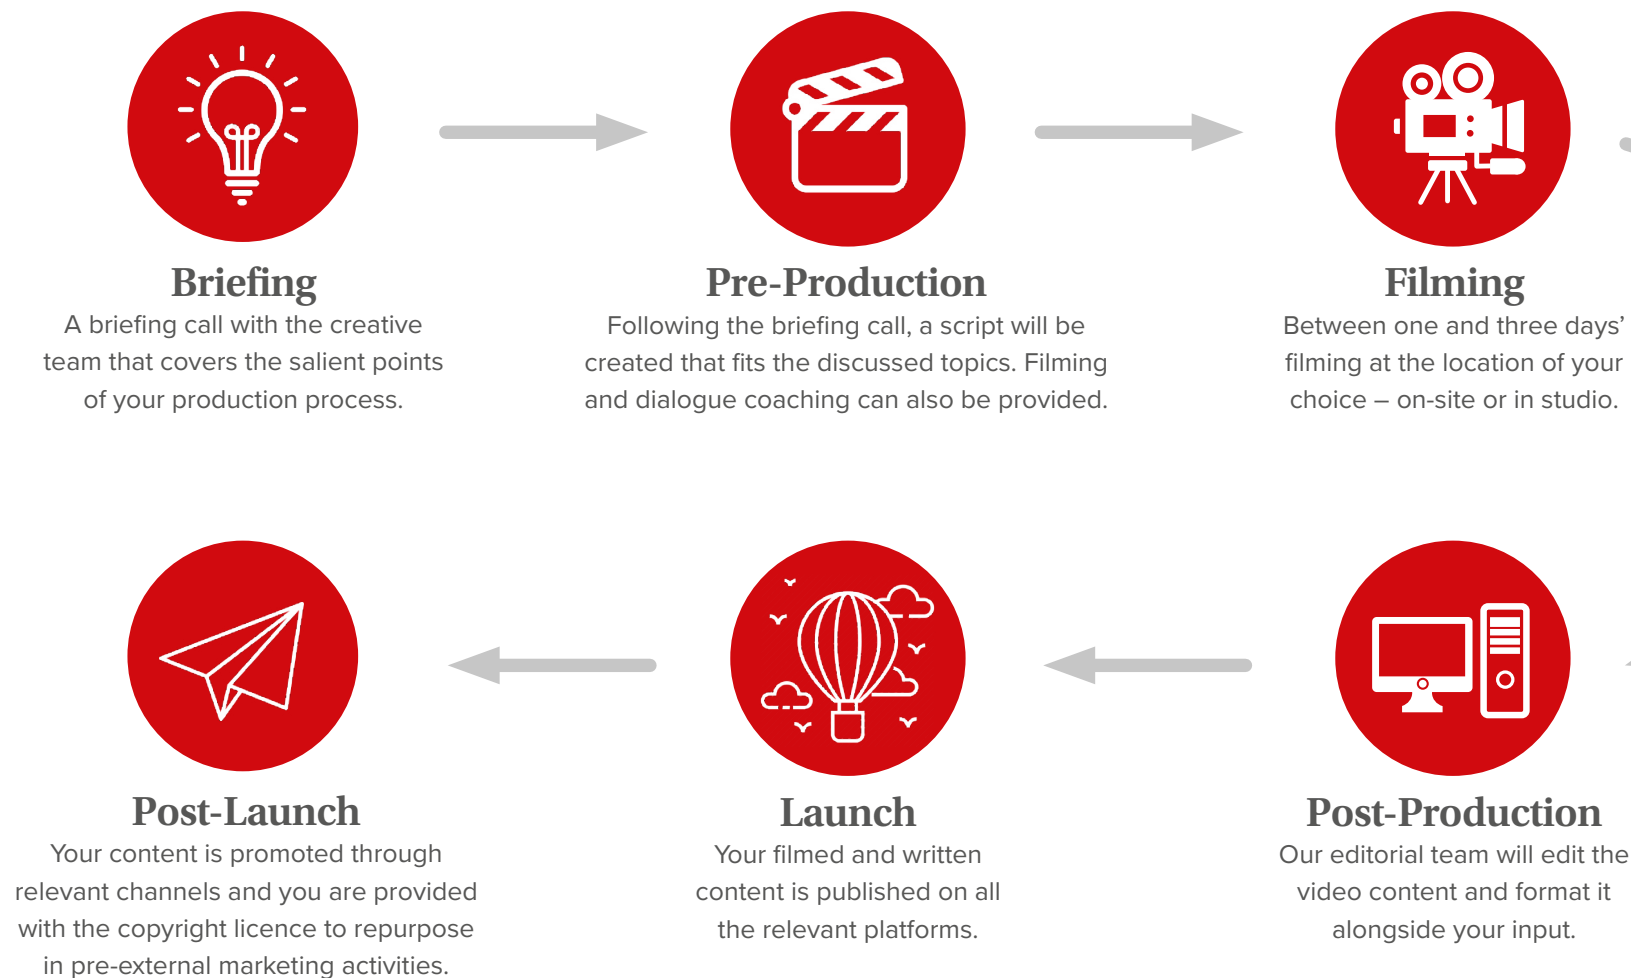 Briefing
A briefing call with the creative
team that covers the salient points
of your production process.
Pre-Production
Following the briefing call, a script will be
created that fits the discussed topics. Filming
and dialogue coaching can also be provided.
Filming
Between one and three days’
filming at the location of your
choice – on-site or in studio.
Post-Launch
Your content is promoted through
relevant channels and you are provided
with the copyright licence to repurpose
in pre-external marketing activities.
Launch
Your filmed and written
content is published on all
the relevant platforms.
Post-Production
Our editorial team will edit the
video content and format it
alongside your input.